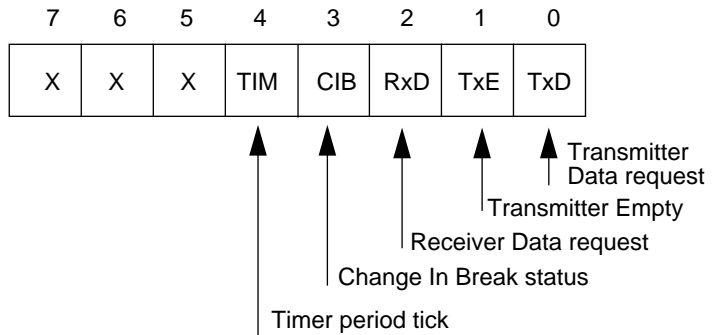 7 6 5 4 3 2 1 0
X X X TIM CIB RxD TxE TxD
Transmitter
Data request
Transmitter Empty
Receiver Data request
Change In Break status
Timer period tick